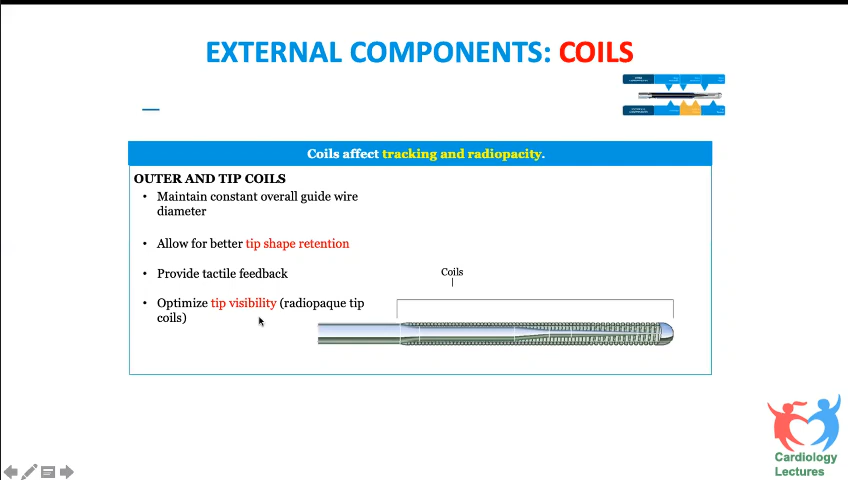 EXTERNAL COMPONENTS: COILS
Coils affect tracking and radiopacity.
OUTER AND TIP COILS
• Maintain constant overall guide wire
diameter
• Allow for better tip shape retention
• Provide tactile feedback
• Optimize tip visibility (radiopaque tip
coils)
Coils
Cardiology
Lectures